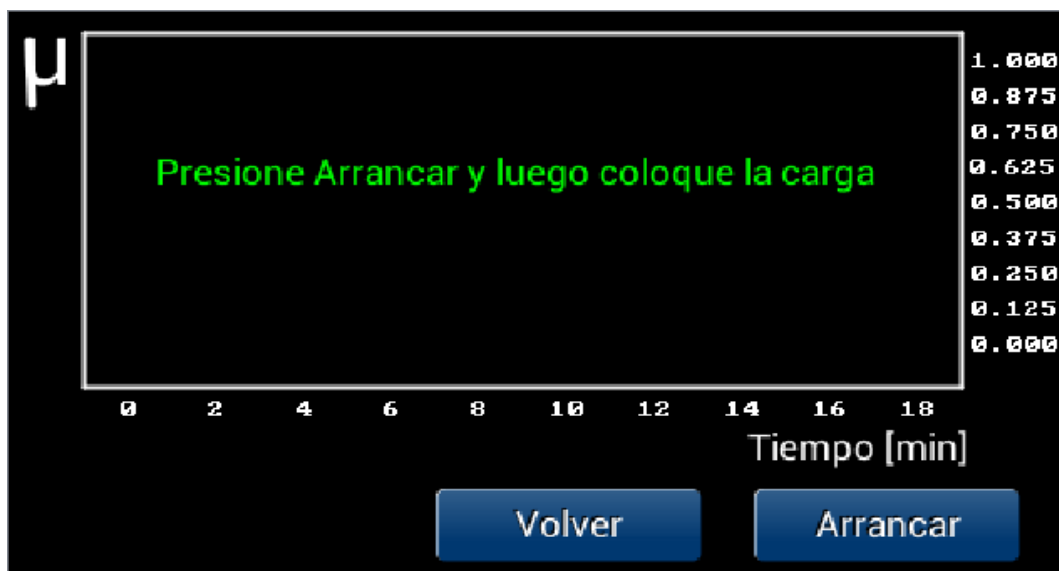 μ
1.000
0.875
0.750
Presione Arrancar y luego coloque la carga
0.625
0.500
0.375
0.250
0.125
0.000
0 2 4 6 8 10 12 14 16 18
Tiempo [min]
Volver Arrancar